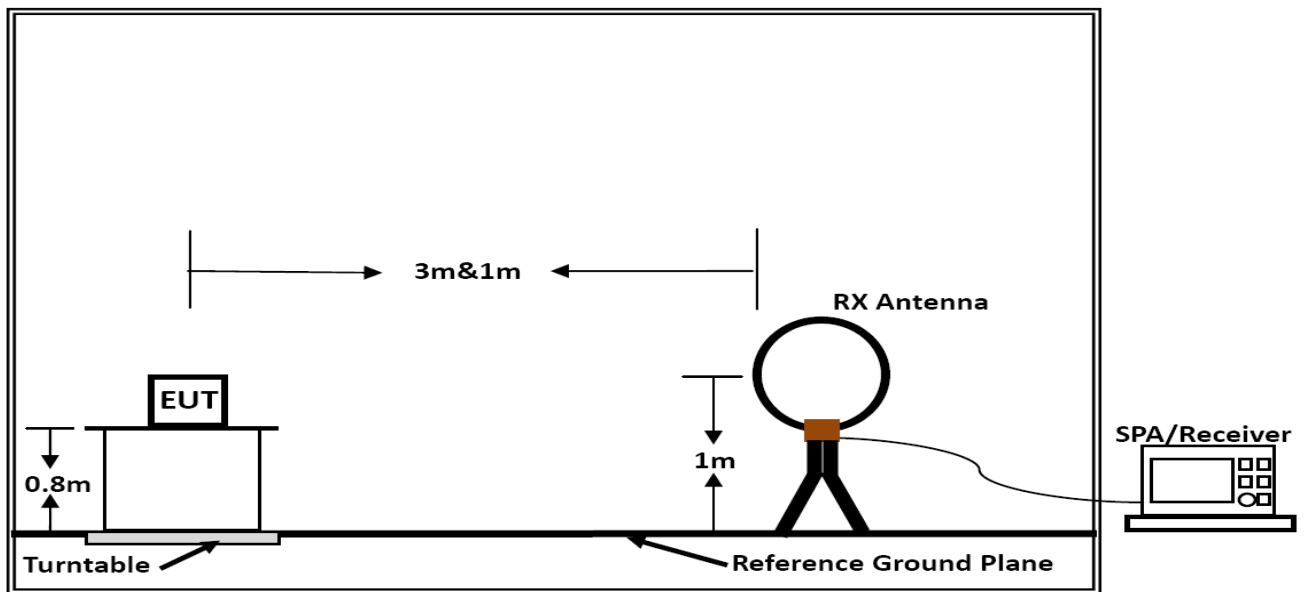 3m&1m
RX Antenna
EUT
SPA/Receiver
1m
0.8m
Turntable
Reference Ground Plane